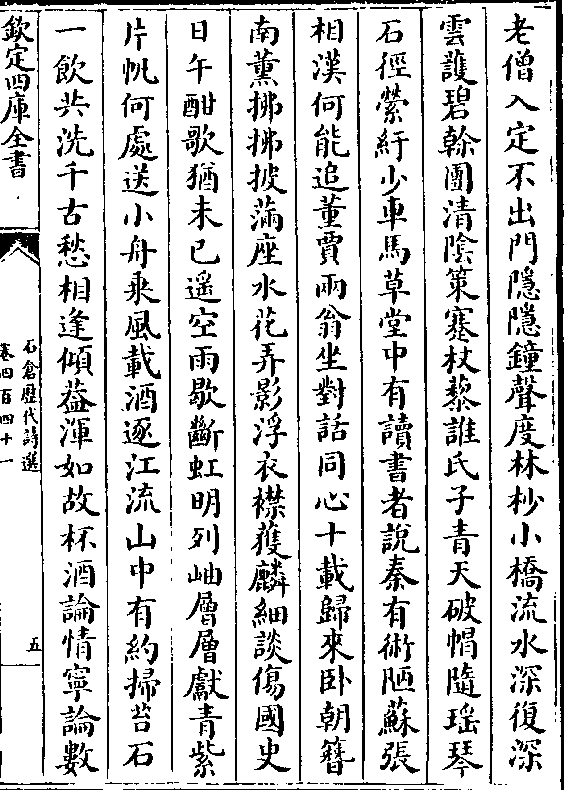 老僧入定不出門隱隱鐘聲度林杪小橋流水深復深
雲護碧榦團清陰策蹇杖藜誰氏子青天破帽隨瑤琴
石徑縈紆少車馬草堂中有讀書者說秦有術陋蘇張
相漢何能追董賈兩翁坐對話同心十載歸來卧朝簪
南薰拂拂披滿座水花弄影浮衣襟獲麟細談傷國史
日午酣歌猶未已遥空雨歇斷虹明列岫層層獻青紫
片帆何處送小舟乘風載酒逐江流山中有約掃苔石
一飲共洗千古愁相逢傾葢渾如故杯酒論情寧論數
欽定四庫全書
石倉歷代詩選
卷四百四十一
五